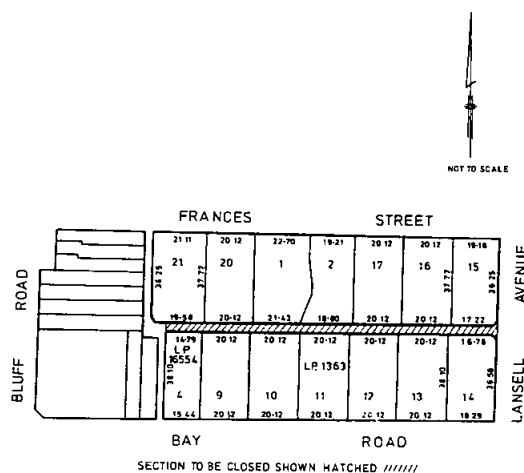 NOT TO SCALE
FRANCES STREET
21·11 20·12 22-70 19-21 20·12 20·12 19-16
21 20 1 2 17 16 15
36·25 37·77 37·77 36·25
19-58 20-12 21-43 18-80 20·12 20·12 17·22
BLUFF ROAD
LANSELL AVENUE
14-79 20·12 20·12 20·12 20·12 20·12 16-76
LP 16554
LP 1363
38·10 38·10 36·58
4 9 10 11 12 13 14
15·44 20·12 20-12 20·12 20·12 20·12 18·29
BAY ROAD
SECTION TO BE CLOSED SHOWN HATCHED ///////